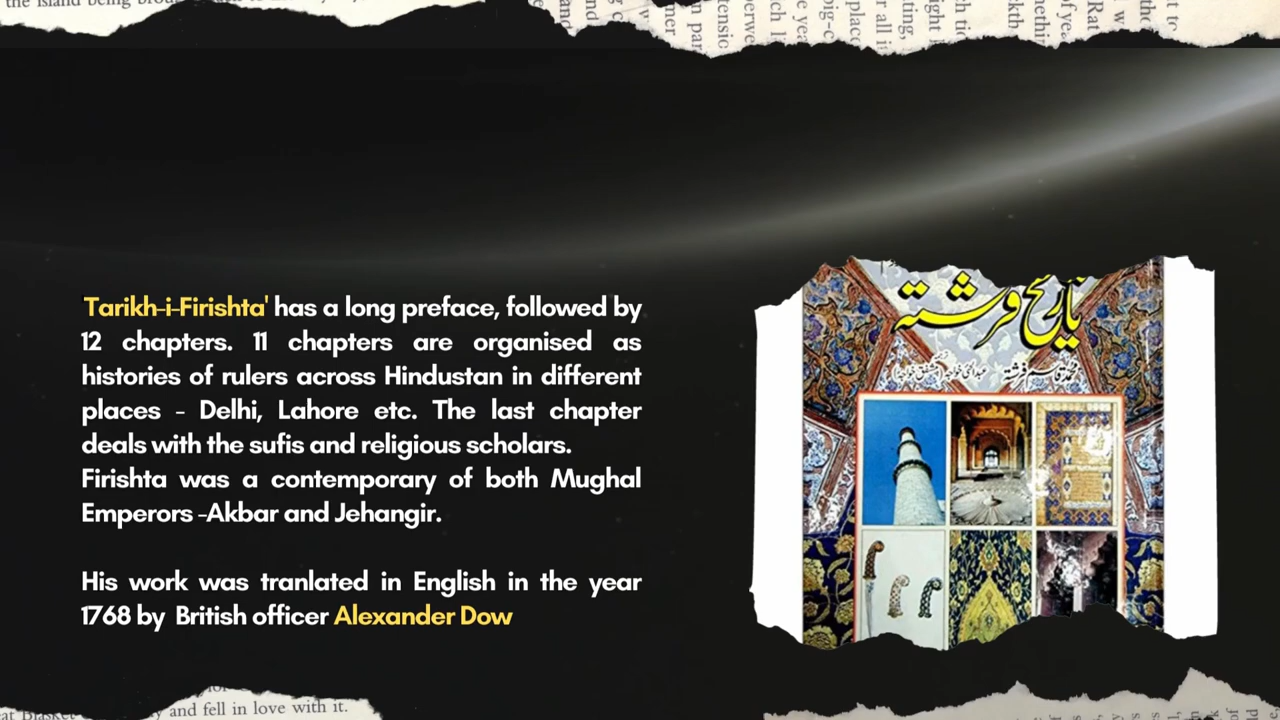 the island being
'Tarikh-i-Firishta' has a long preface, followed by
12 chapters. 11 chapters are organised as
histories of rulers across Hindustan in different
places - Delhi, Lahore etc. The last chapter
deals with the sufis and religious scholars.
Firishta was a contemporary of both Mughal
Emperors -Akbar and Jehangir.
His work was tranlated in English in the year
1768 by British officer Alexander Dow
تاریخ فرشتہ
محمد قاسم فرشتہ
and fell in love with it.